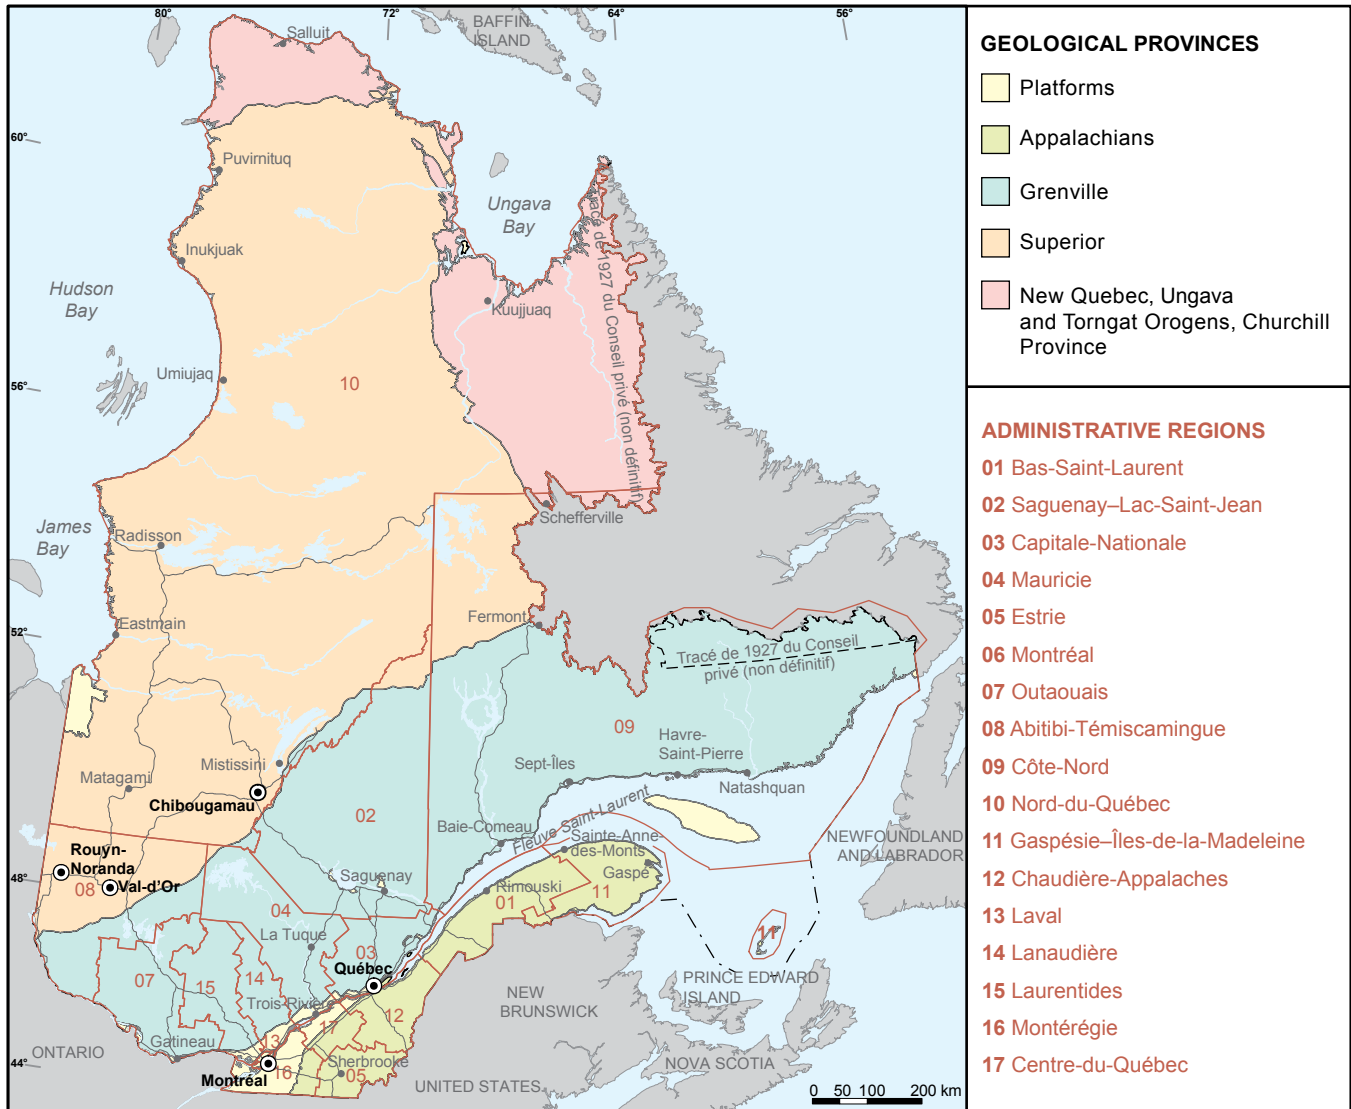 80°
72°
64°
56°
BAFFIN
ISLAND
Salluit
60°
Puvirnituq
Ungava
Bay
Inukjuak
Tracé de 1927 du Conseil privé (non définitif)
Hudson
Bay
Kuujjuaq
Umiujaq
56°
10
James
Bay
Schefferville
Radisson
52°
Eastmain
Fermont
Tracé de 1927 du Conseil
privé (non définitif)
09
Havre-
Saint-Pierre
Mistissini
Sept-Îles
Matagami
Natashquan
Chibougamau
02
Baie-Comeau
Fleuve Saint-Laurent
Sainte-Anne-
des-Monts
NEWFOUNDLAND
AND LABRADOR
Rouyn-
Noranda
Gaspé
48°
08
Val-d'Or
Saguenay
Rimouski
11
01
04
La Tuque
03
11
Québec
07
15
14
PRINCE EDWARD
ISLAND
NEW
BRUNSWICK
Trois-Rivière
17
12
13
Gatineau
ONTARIO
44°
Sherbrooke
NOVA SCOTIA
Montréal
16
05
UNITED STATES
0 50 100 200 km
GEOLOGICAL PROVINCES
Platforms
Appalachians
Grenville
Superior
New Quebec, Ungava
and Torngat Orogens, Churchill
Province
ADMINISTRATIVE REGIONS
01 Bas-Saint-Laurent
02 Saguenay–Lac-Saint-Jean
03 Capitale-Nationale
04 Mauricie
05 Estrie
06 Montréal
07 Outaouais
08 Abitibi-Témiscamingue
09 Côte-Nord
10 Nord-du-Québec
11 Gaspésie–Îles-de-la-Madeleine
12 Chaudière-Appalaches
13 Laval
14 Lanaudière
15 Laurentides
16 Montérégie
17 Centre-du-Québec